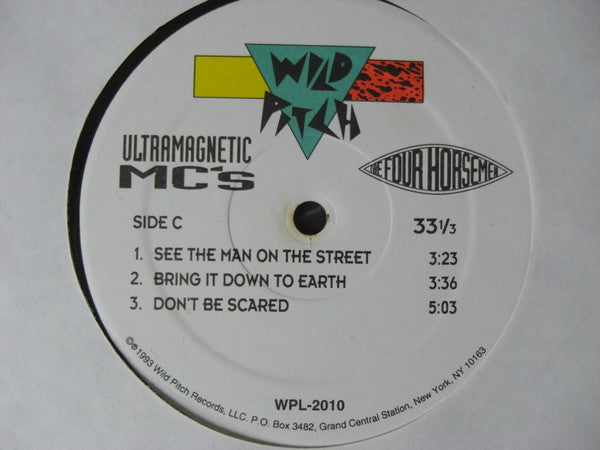 WILD
PITCH
ULTRAMAGNETIC
MC's
THE FOUR HORSEMEN
SIDE C
33 1/3
1. SEE THE MAN ON THE STREET 3:23
2. BRING IT DOWN TO EARTH 3:36
3. DON'T BE SCARED 5:03
WPL-2010
©℗1993 Wild Pitch Records, LLC. P.O. Box 3482, Grand Central Station, New York, NY 10163